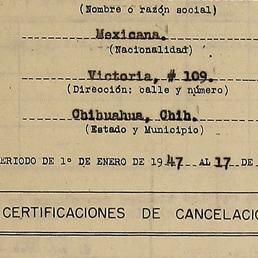 (Nombre o razón social)
Mexicana.
(Nacionalidad)
Victoria, # 109.
(Dirección: calle y número)
Chihuahua, Chih.
(Estado y Municipio)
ERIODO DE 1º DE ENERO DE 1947 AL 17 DE
CERTIFICACIONES DE CANCELACIO